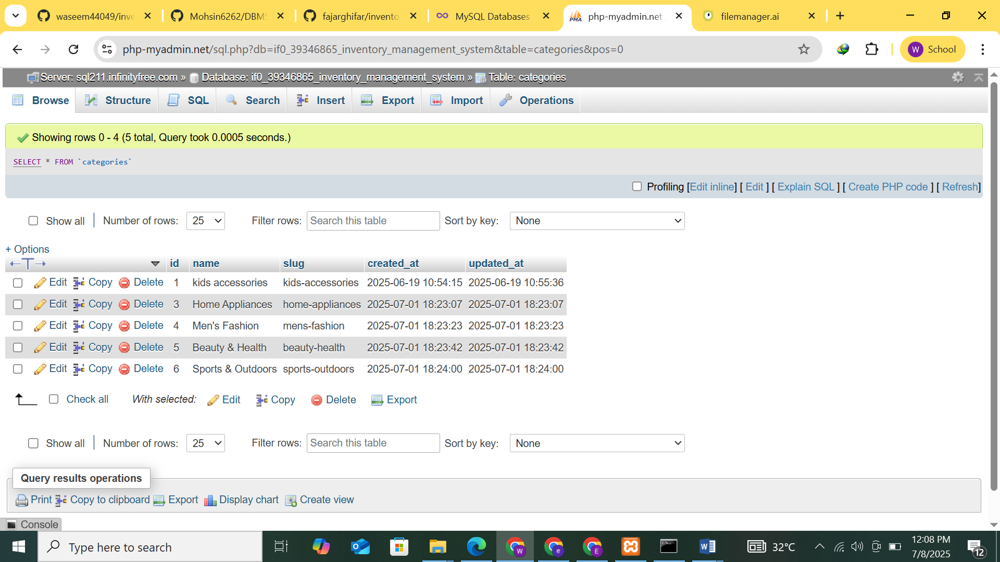 waseem44049/inve
Mohsin6262/DBMS
fajarghifar/invento
MySQL Databases
php-myadmin.net
filemanager.ai
php-myadmin.net/sql.php?db=if0_39346865_inventory_management_system&table=categories&pos=0
W School
Server: sql211.infinityfree.com » Database: if0_39346865_inventory_management_system » Table: categories
Browse Structure SQL Search Insert Export Import Operations
Showing rows 0 - 4 (5 total, Query took 0.0005 seconds.)
SELECT * FROM `categories`
Profiling [Edit inline] [ Edit ] [ Explain SQL ] [ Create PHP code ] [ Refresh]
Show all Number of rows: 25 Filter rows: Search this table Sort by key: None
+ Options
id name slug created_at updated_at
Edit Copy Delete 1 kids accessories kids-accessories 2025-06-19 10:54:15 2025-06-19 10:55:36
Edit Copy Delete 3 Home Appliances home-appliances 2025-07-01 18:23:07 2025-07-01 18:23:07
Edit Copy Delete 4 Men's Fashion mens-fashion 2025-07-01 18:23:23 2025-07-01 18:23:23
Edit Copy Delete 5 Beauty & Health beauty-health 2025-07-01 18:23:42 2025-07-01 18:23:42
Edit Copy Delete 6 Sports & Outdoors sports-outdoors 2025-07-01 18:24:00 2025-07-01 18:24:00
Check all With selected: Edit Copy Delete Export
Show all Number of rows: 25 Filter rows: Search this table Sort by key: None
Query results operations
Print Copy to clipboard Export Display chart Create view
Console
Type here to search
32°C
12:08 PM
7/8/2025
12